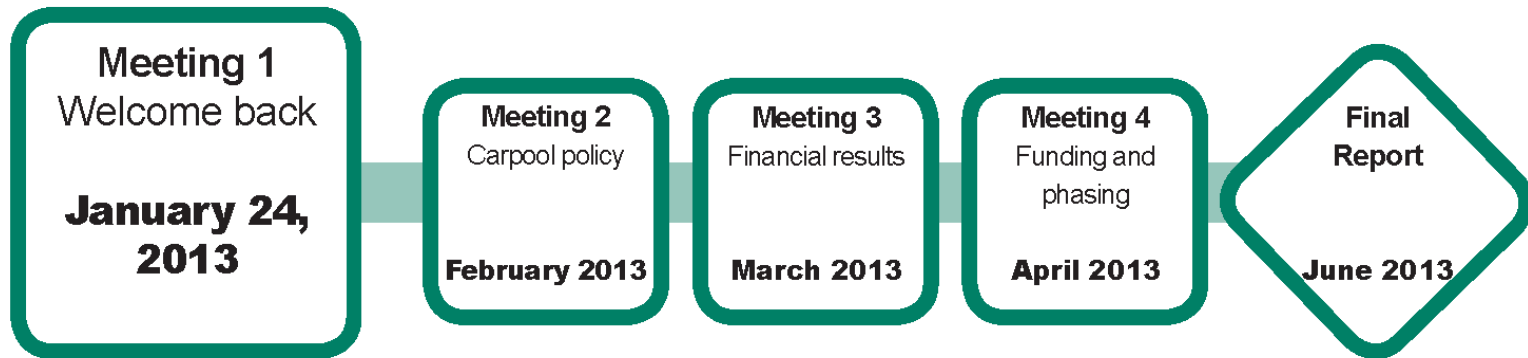 Meeting 1
Welcome back
January 24,
2013
Meeting 2
Carpool policy
February 2013
Meeting 3
Financial results
March 2013
Meeting 4
Funding and
phasing
April 2013
Final
Report
June 2013